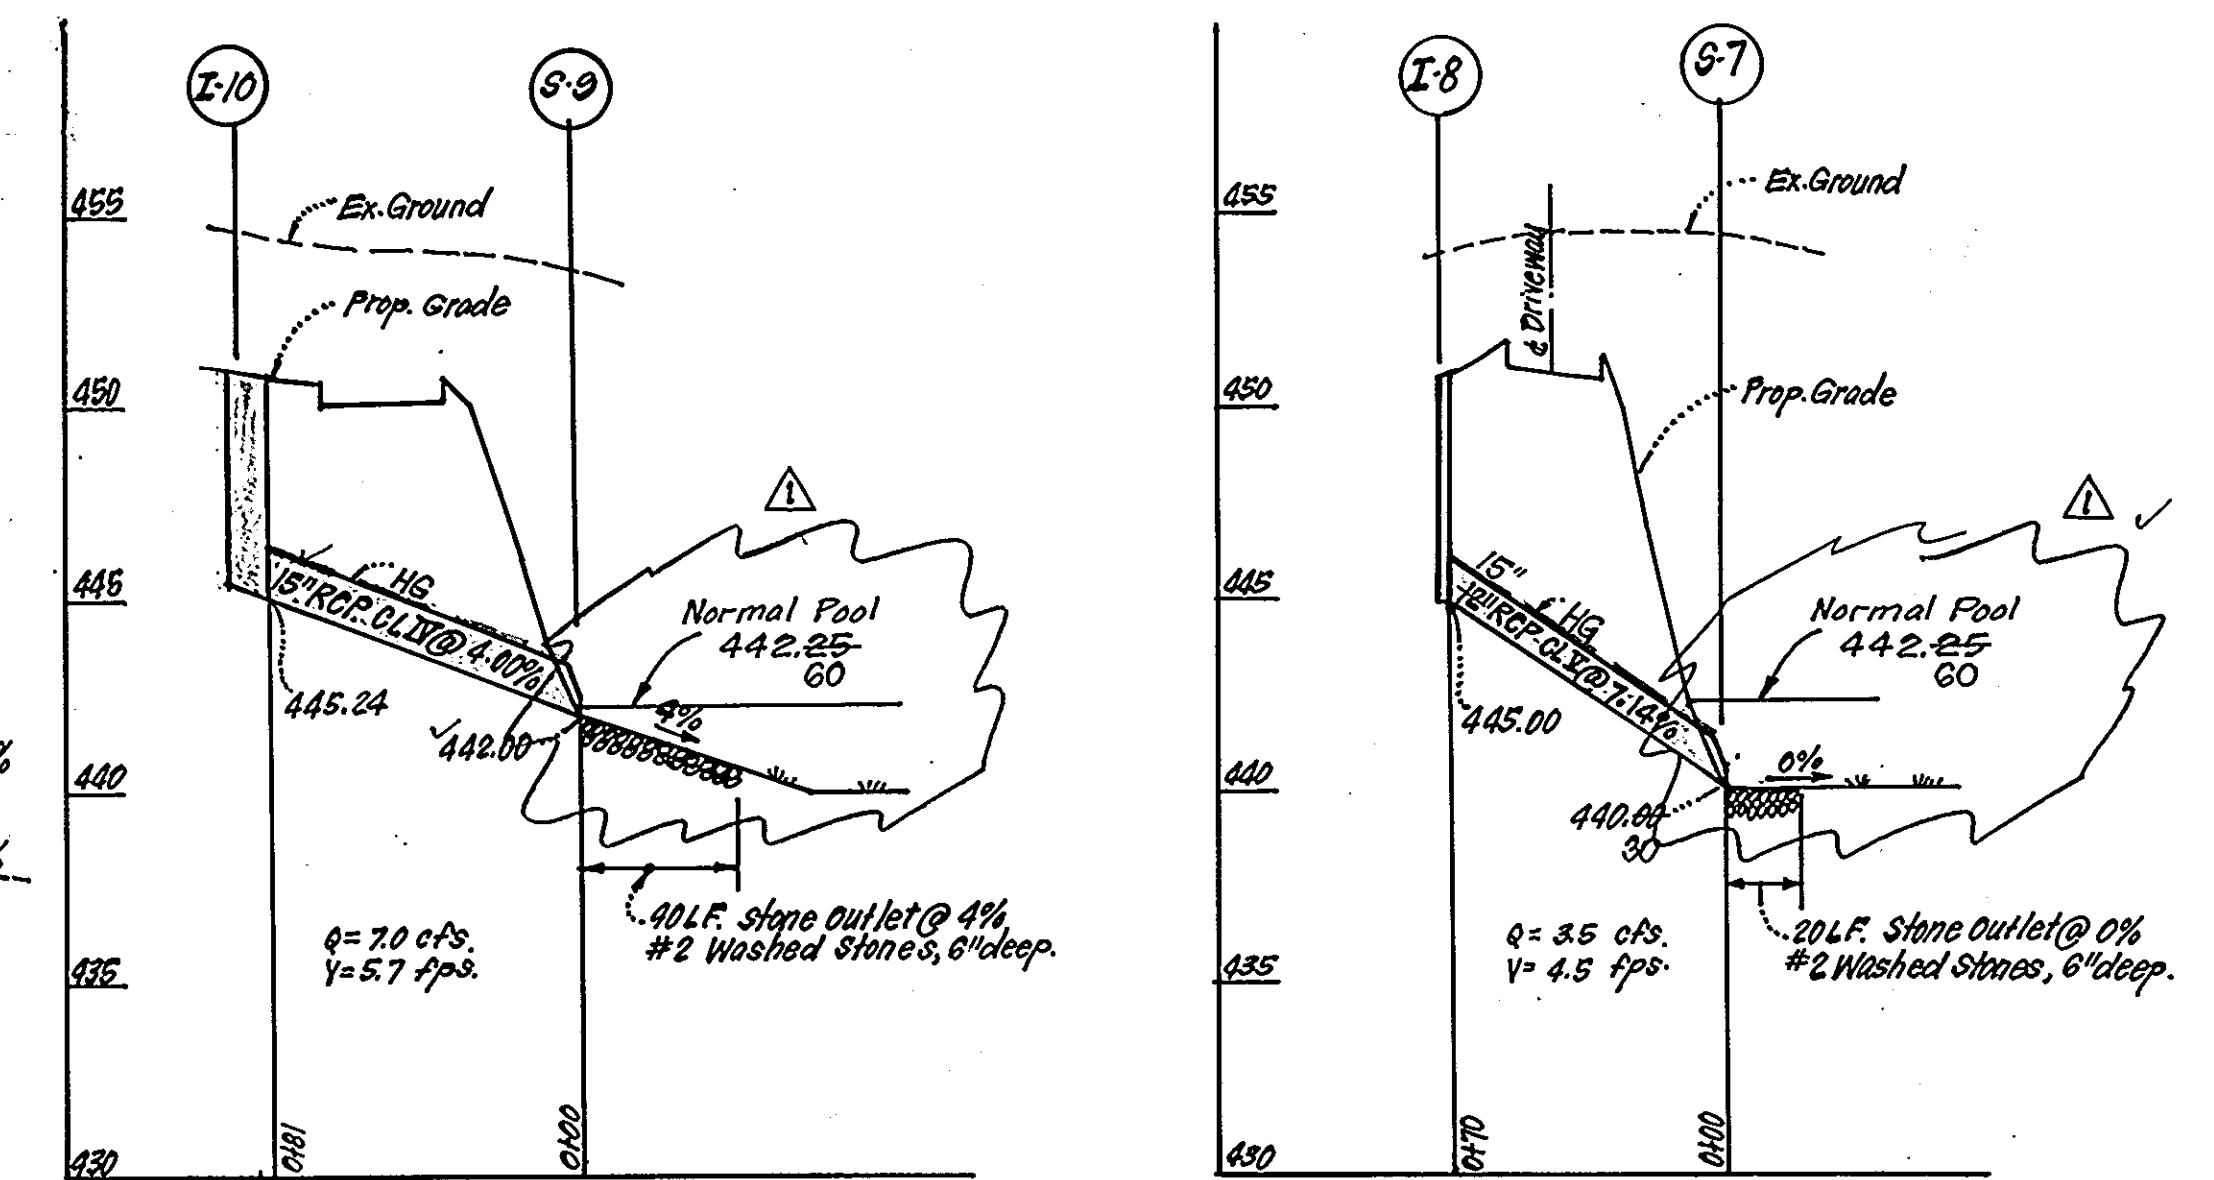 I-10
S-9
455
Ex.Ground
Prop. Grade
450
445
HG
15" RCP. CL IV @ 4.00%
445.24
442.00
Normal Pool
442.25
60
4%
440
40 LF. Stone Outlet @ 4%
#2 Washed Stones, 6" deep.
Q = 7.0 cfs.
V = 5.7 fps.
435
0+81
0+00
430
1
I-8
S-7
455
Ex.Ground
℄ Driveway
450
Prop.Grade
445
15"
HG
12" RCP. CL V @ 7.14%
445.00
Normal Pool
442.25
60
0%
440
440.00
30
20 LF. Stone Outlet @ 0%
#2 Washed Stones, 6" deep.
Q = 3.5 cfs.
V = 4.5 fps.
435
0+70
0+00
430
1
%